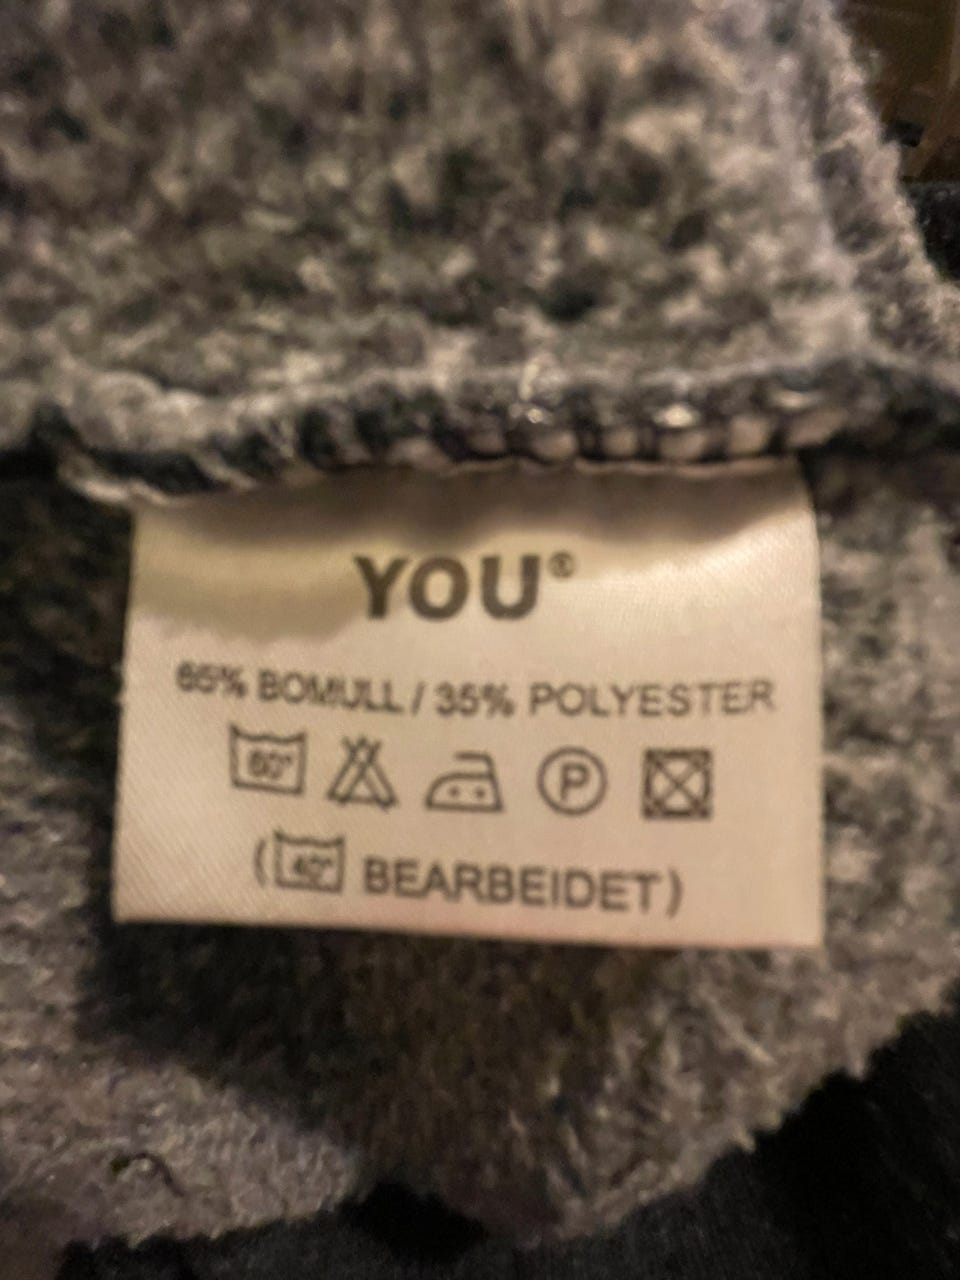 YOU®
65% BOMULL / 35% POLYESTER
60° P
(40° BEARBEIDET)